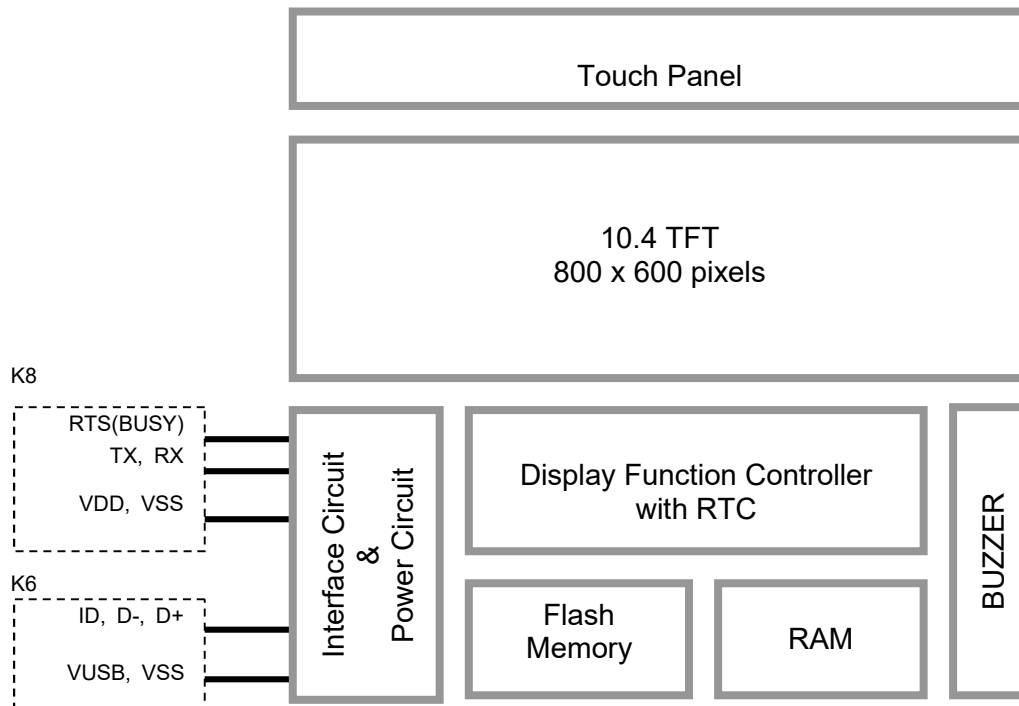 Touch Panel
10.4 TFT
800 x 600 pixels
K8
RTS(BUSY)
TX, RX
VDD, VSS
K6
ID, D-, D+
VUSB, VSS
Interface Circuit
&
Power Circuit
Display Function Controller
with RTC
Flash
Memory
RAM
BUZZER